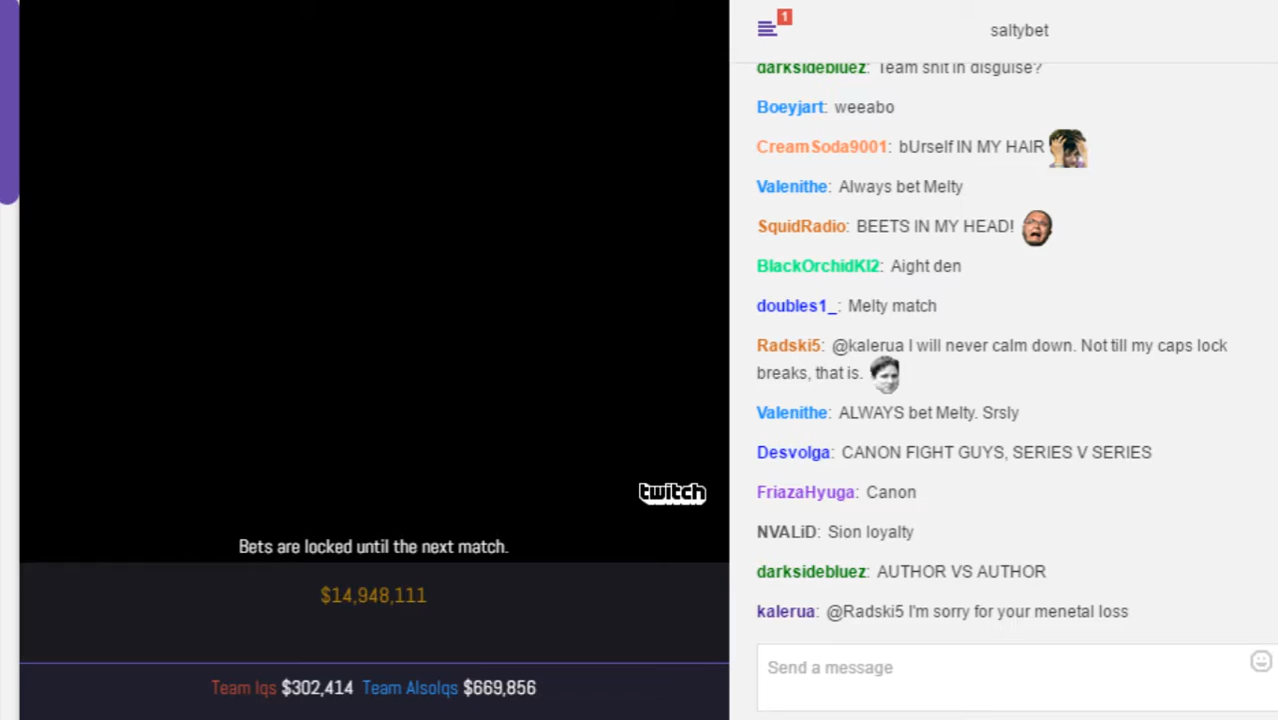 1
saltybet
darksidebluez: Team shit in disguise?
Boeyjart: weeabo
CreamSoda9001: bUrself IN MY HAIR
Valenithe: Always bet Melty
SquidRadio: BEETS IN MY HEAD!
BlackOrchidKI2: Aight den
doubles1_: Melty match
Radski5: @kalerua I will never calm down. Not till my caps lock
breaks, that is.
Valenithe: ALWAYS bet Melty. Srsly
Desvolga: CANON FIGHT GUYS, SERIES V SERIES
FriazaHyuga: Canon
NVALiD: Sion loyalty
darksidebluez: AUTHOR VS AUTHOR
kalerua: @Radski5 I'm sorry for your menetal loss
Send a message
twitch
Bets are locked until the next match.
$14,948,111
Team Iqs $302,414 Team AlsoIqs $669,856